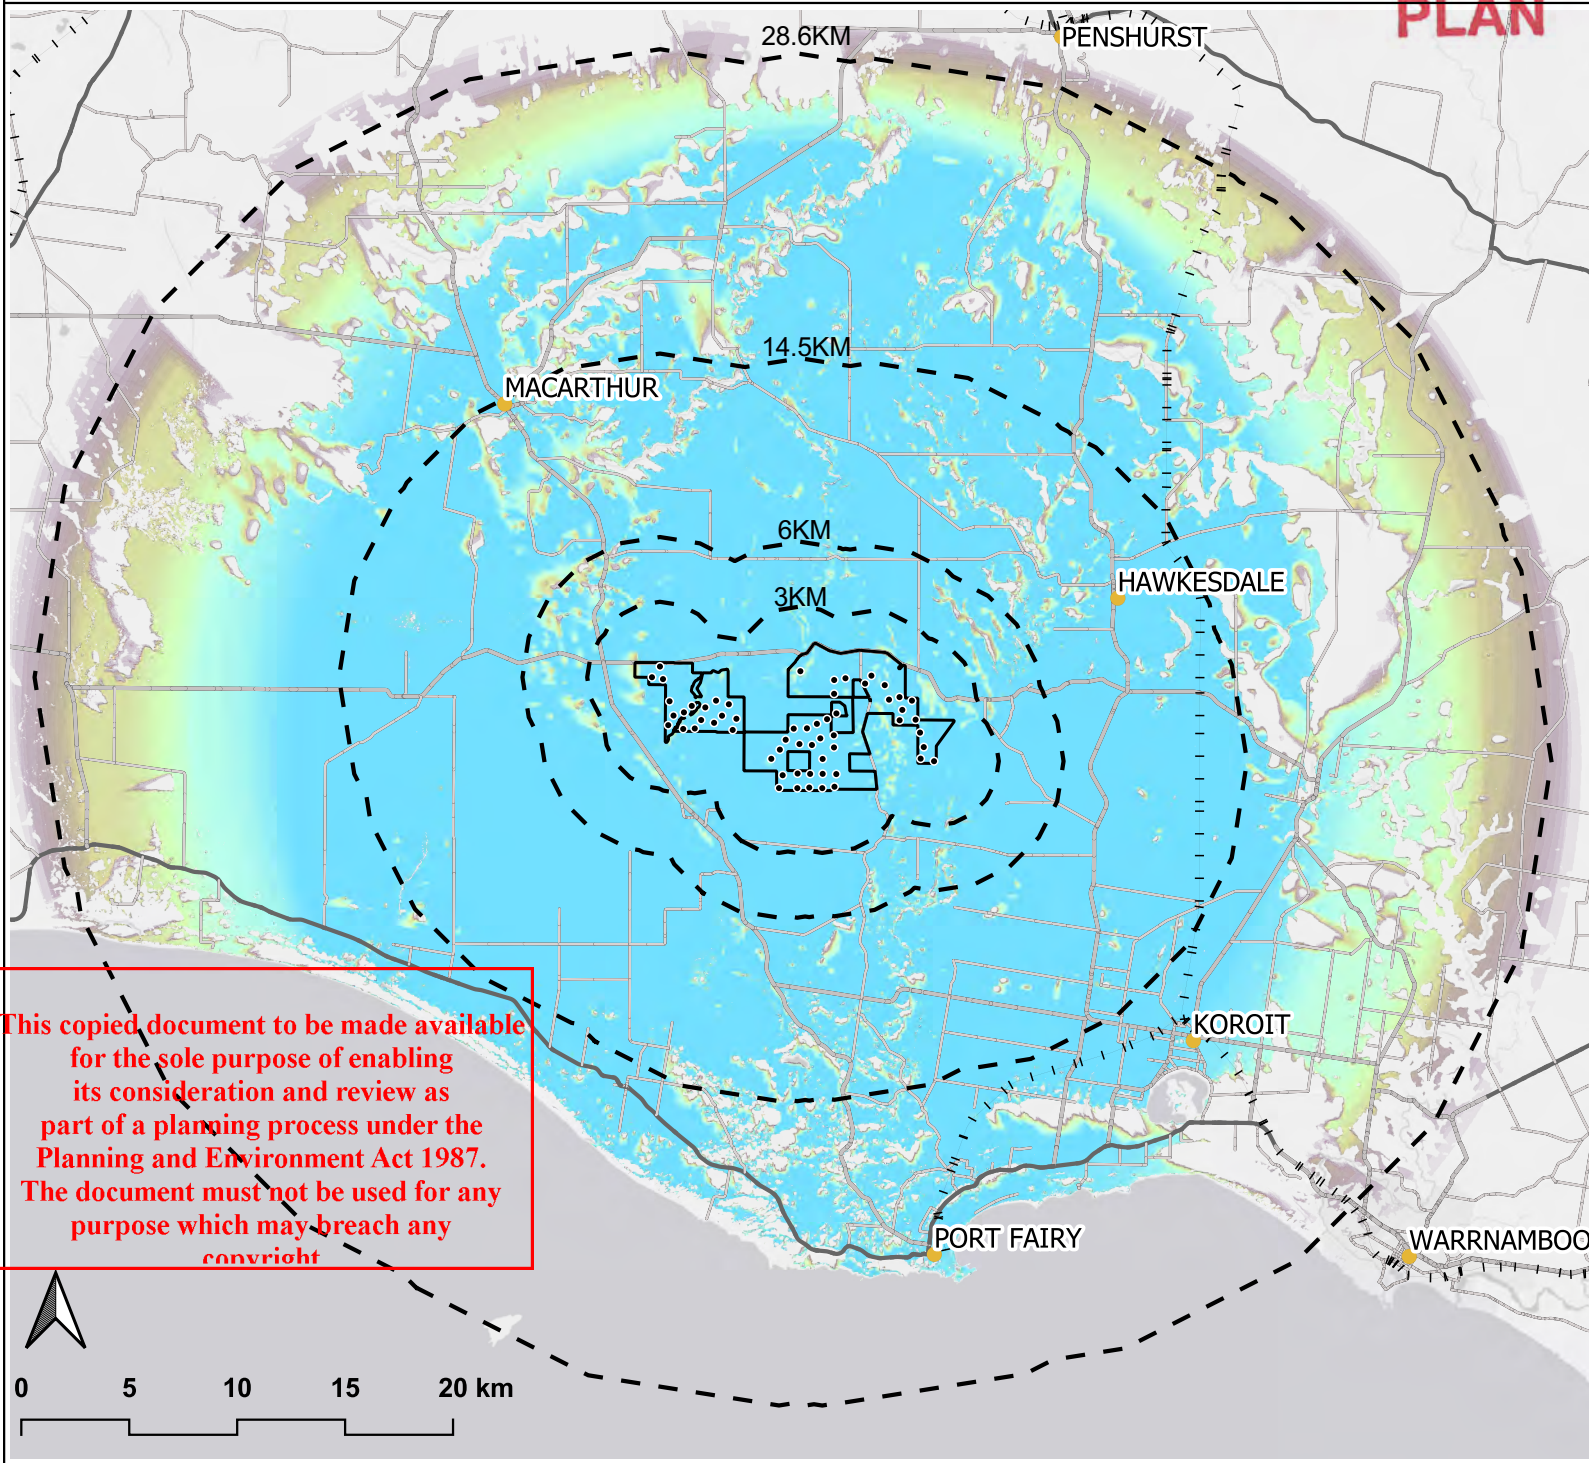 PLAN
28.6KM
PENSHURST
14.5KM
MACARTHUR
6KM
HAWKESDALE
3KM
This copied document to be made available
for the sole purpose of enabling
its consideration and review as
part of a planning process under the
Planning and Environment Act 1987.
The document must not be used for any
purpose which may breach any
copyright
KOROIT
PORT FAIRY
WARRNAMBOO
0 5 10 15 20 km